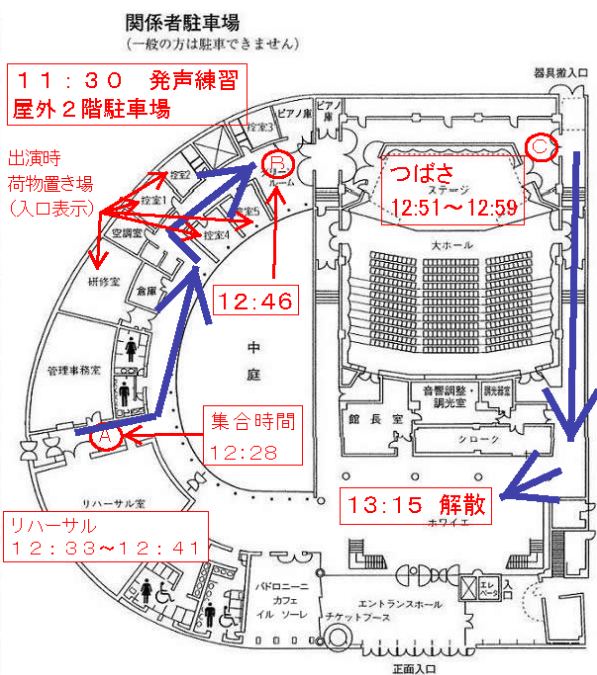 関係者駐車場
（一般の方は駐車できません）
器具搬入口
１１：３０　発声練習
屋外２階駐車場
出演時
荷物置き場
（入口表示）
ピアノ庫
ピアノ
庫
控室3
控室2
控室1
控室5
控室4
空調室
研修室
倉庫
B
ルーム
C
つばさ
ステージ
12:51～12:59
大ホール
12:46
中
庭
管理事務室
音響調整・
調光室
調光器室
館長室
クローク
A
集合時間
12:28
リハーサル室
リハーサル
１２：３３～１２：４１
13:15 解散
ホワイエ
パドロニーニ
カフェ
イル ソーレ
エントランスホール
チケットブース
エレ
ベータ
入
口
正面入口